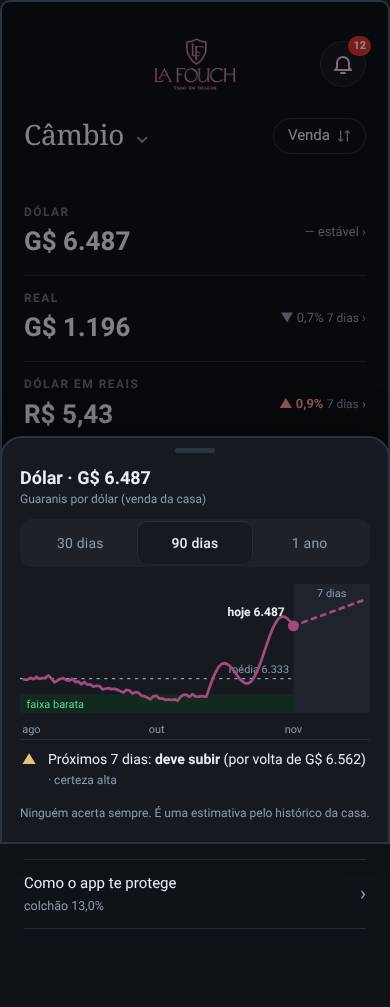 12
LF
LA FOUCH
Câmbio
Venda
DÓLAR
G$ 6.487
— estável ›
REAL
G$ 1.196
▼ 0,7% 7 dias ›
DÓLAR EM REAIS
R$ 5,43
▲ 0,9% 7 dias ›
Dólar · G$ 6.487
Guaranis por dólar (venda da casa)
30 dias
90 dias
1 ano
7 dias
hoje 6.487
média 6.333
faixa barata
ago
out
nov
Próximos 7 dias: deve subir (por volta de G$ 6.562)
· certeza alta
Ninguém acerta sempre. É uma estimativa pelo histórico da casa.
Como o app te protege
colchão 13,0%
›